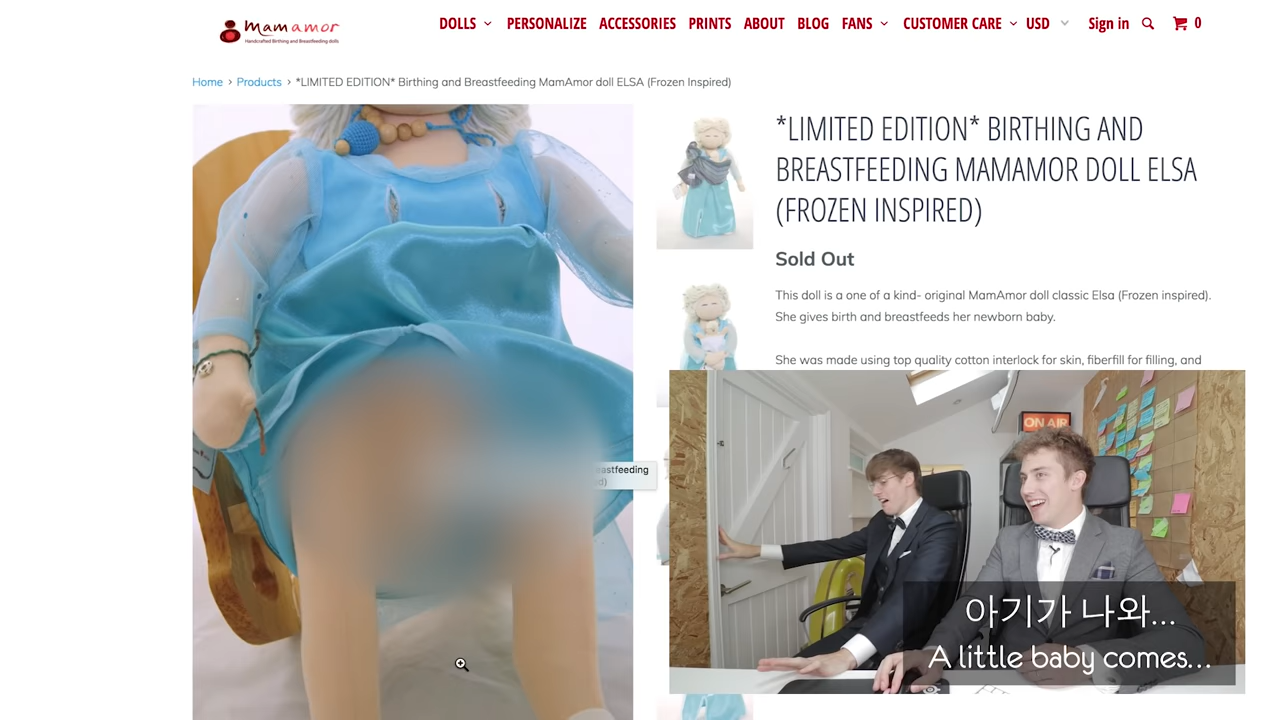 mamamor
Handcrafted Birthing and Breastfeeding dolls
DOLLS PERSONALIZE ACCESSORIES PRINTS ABOUT BLOG FANS CUSTOMER CARE USD Sign in 0
Home > Products > *LIMITED EDITION* Birthing and Breastfeeding MamAmor doll ELSA (Frozen Inspired)
*LIMITED EDITION* BIRTHING AND
BREASTFEEDING MAMAMOR DOLL ELSA
(FROZEN INSPIRED)
Sold Out
This doll is a one of a kind- original MamAmor doll classic Elsa (Frozen inspired).
She gives birth and breastfeeds her newborn baby.
She was made using top quality cotton interlock for skin, fiberfill for filling, and
ON AIR
아기가 나와...
A little baby comes...